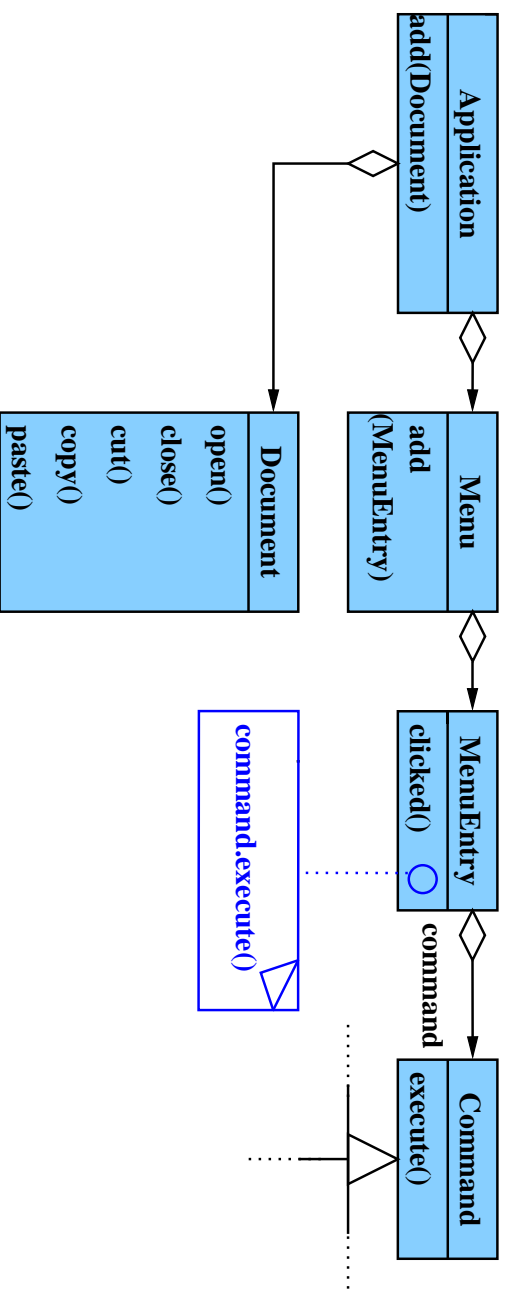 Application
add(Document)
Menu
add
(MenuEntry)
MenuEntry
clicked()
command
Command
execute()
Document
open()
close()
cut()
copy()
paste()
command.execute()